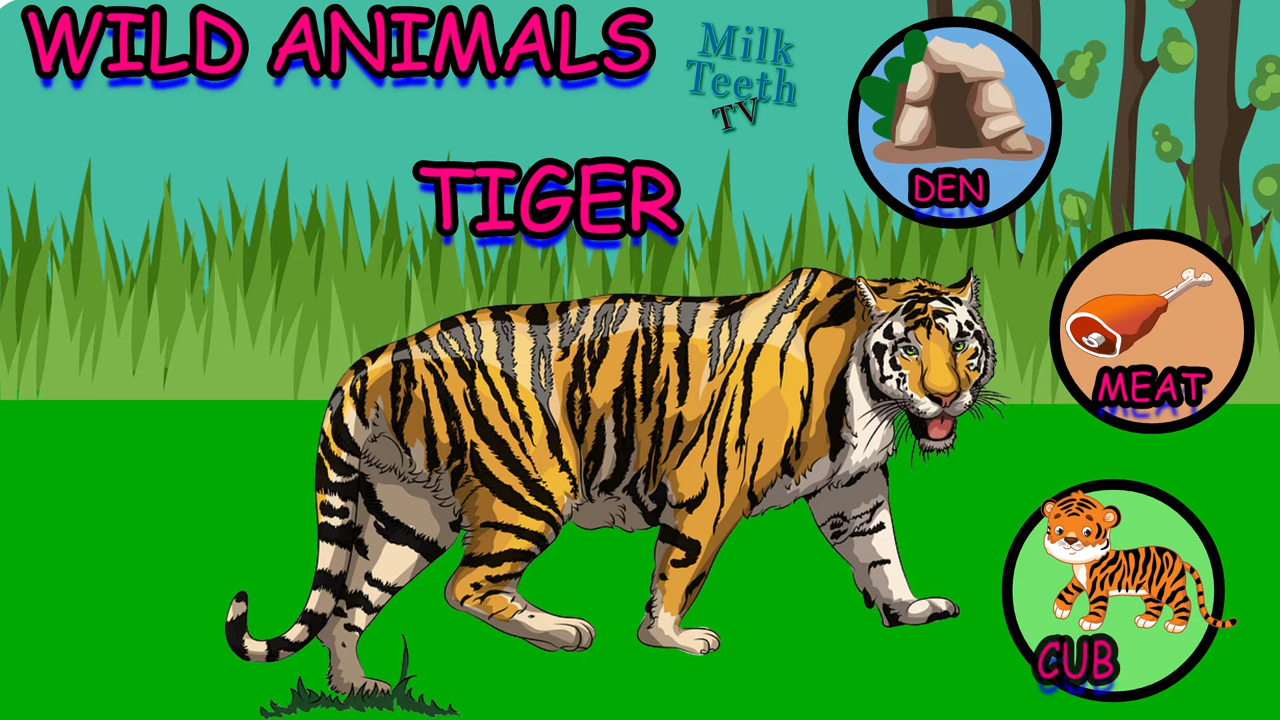 WILD ANIMALS
Milk
Teeth
TV
TIGER
DEN
MEAT
CUB